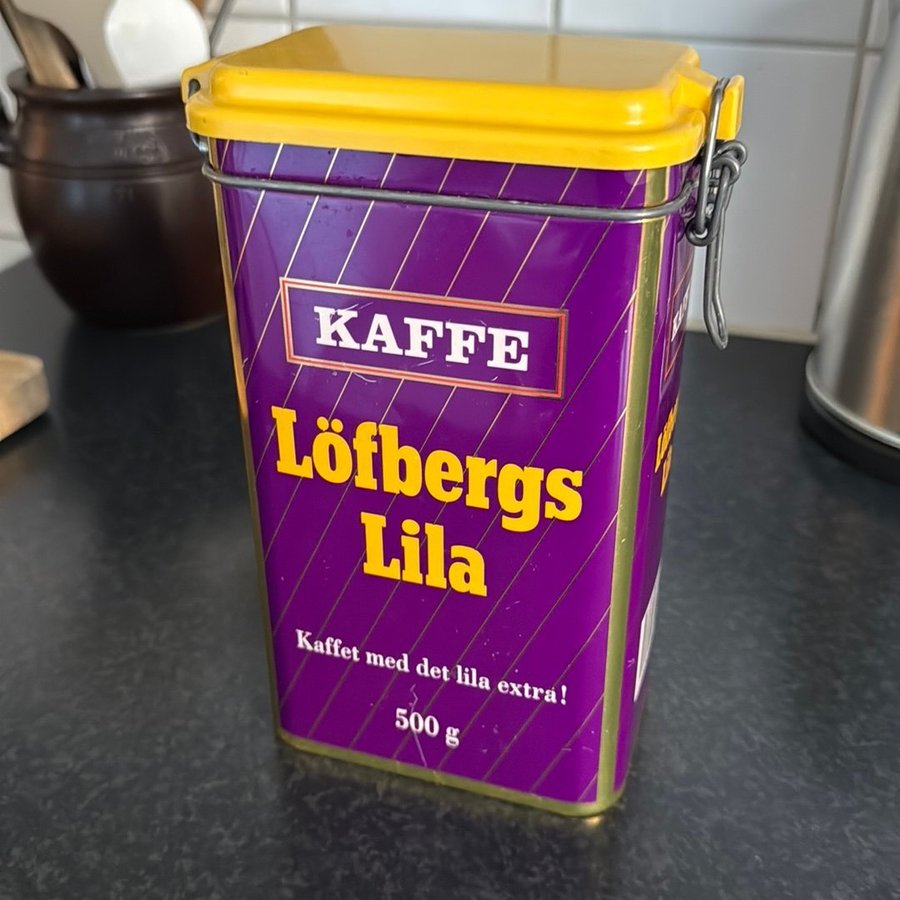 KAFFE
Löfbergs
Lila
Kaffet med det lila extra!
500 g